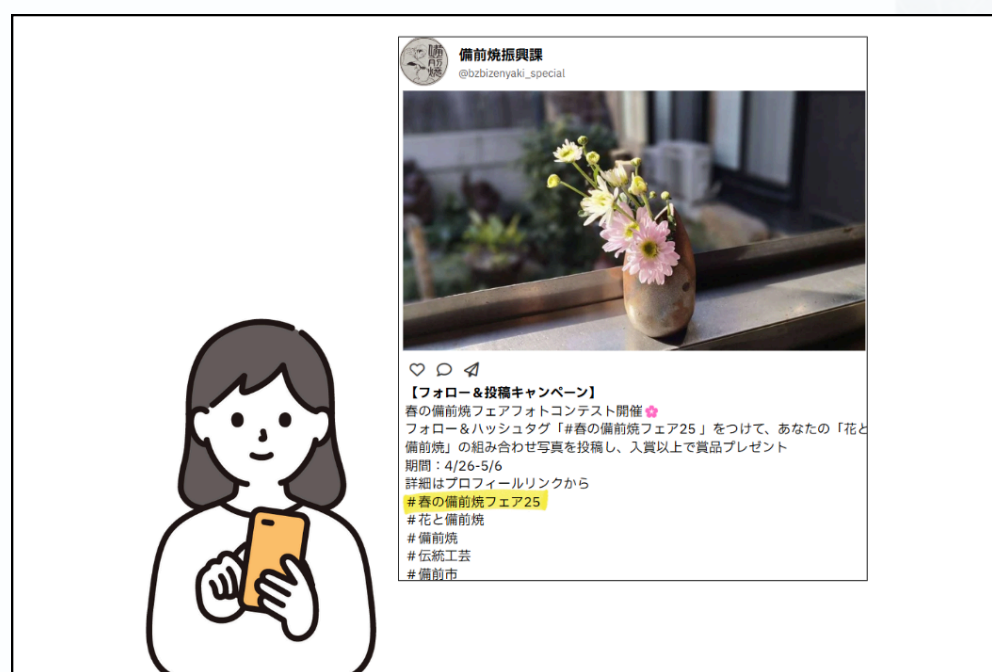 備前焼
備前焼振興課
@bzbizenyaki_special
【フォロー＆投稿キャンペーン】
春の備前焼フェアフォトコンテスト開催🌸
フォロー＆ハッシュタグ「#春の備前焼フェア25 」をつけて、あなたの「花と
備前焼」の組み合わせ写真を投稿し、入賞以上で賞品プレゼント
期間：4/26-5/6
詳細はプロフィールリンクから
＃春の備前焼フェア25
＃花と備前焼
＃備前焼
＃伝統工芸
＃備前市